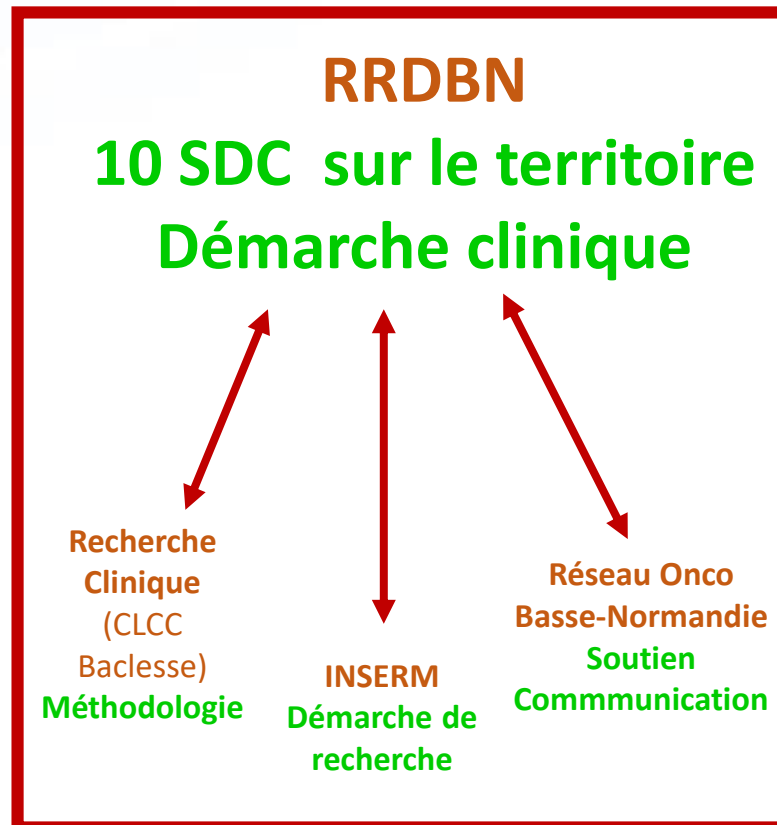 RRDBN
10 SDC sur le territoire
Démarche clinique
Recherche
Clinique
(CLCC
Baclesse)
Méthodologie
INSERM
Démarche de
recherche
Réseau Onco
Basse-Normandie
Soutien
Commmunication